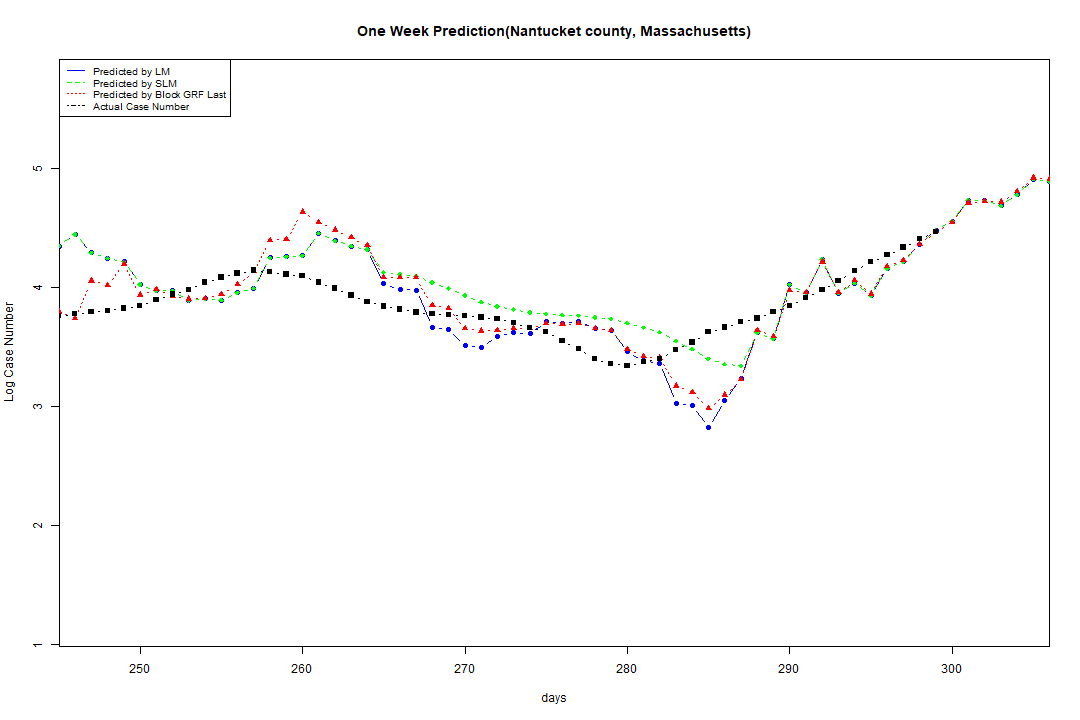 One Week Prediction(Nantucket county, Massachusetts)
Predicted by LM
Predicted by SLM
Predicted by Block GRF Last
Actual Case Number
5
4
3
2
1
Log Case Number
250 260 270 280 290 300
days